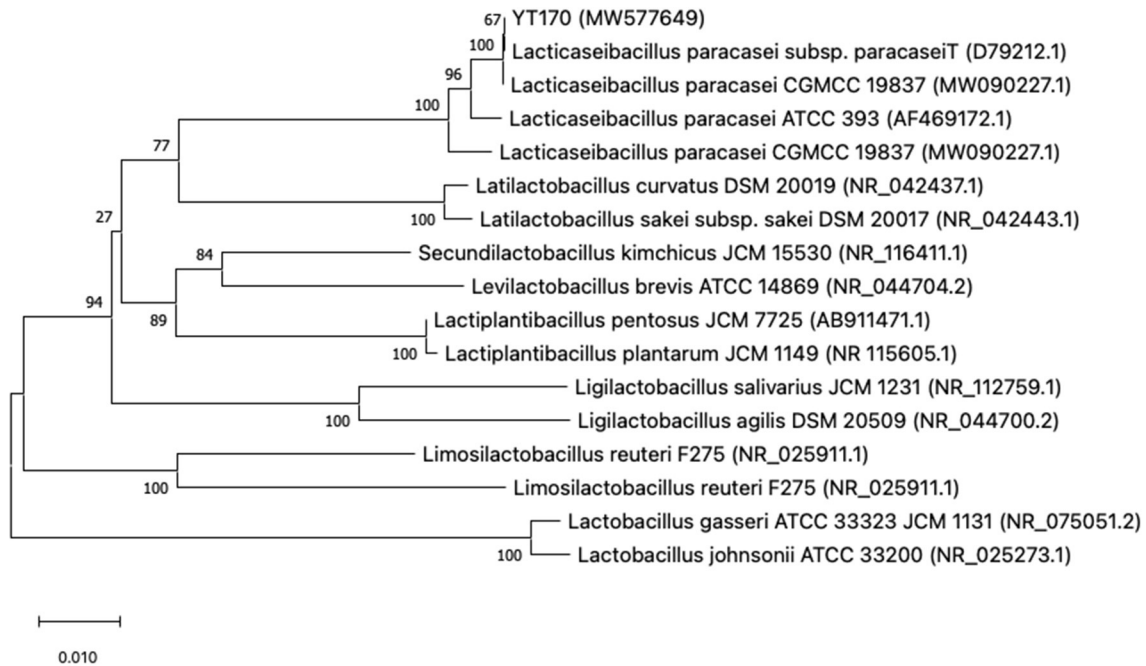 67 YT170 (MW577649)
100
Lacticaseibacillus paracasei subsp. paracaseiT (D79212.1)
96
Lacticaseibacillus paracasei CGMCC 19837 (MW090227.1)
100
Lacticaseibacillus paracasei ATCC 393 (AF469172.1)
77
Lacticaseibacillus paracasei CGMCC 19837 (MW090227.1)
Latilactobacillus curvatus DSM 20019 (NR_042437.1)
27
100
Latilactobacillus sakei subsp. sakei DSM 20017 (NR_042443.1)
84
Secundilactobacillus kimchicus JCM 15530 (NR_116411.1)
Levilactobacillus brevis ATCC 14869 (NR_044704.2)
94
89
Lactiplantibacillus pentosus JCM 7725 (AB911471.1)
100
Lactiplantibacillus plantarum JCM 1149 (NR 115605.1)
Ligilactobacillus salivarius JCM 1231 (NR_112759.1)
100
Ligilactobacillus agilis DSM 20509 (NR_044700.2)
Limosilactobacillus reuteri F275 (NR_025911.1)
100
Limosilactobacillus reuteri F275 (NR_025911.1)
Lactobacillus gasseri ATCC 33323 JCM 1131 (NR_075051.2)
100
Lactobacillus johnsonii ATCC 33200 (NR_025273.1)
0.010